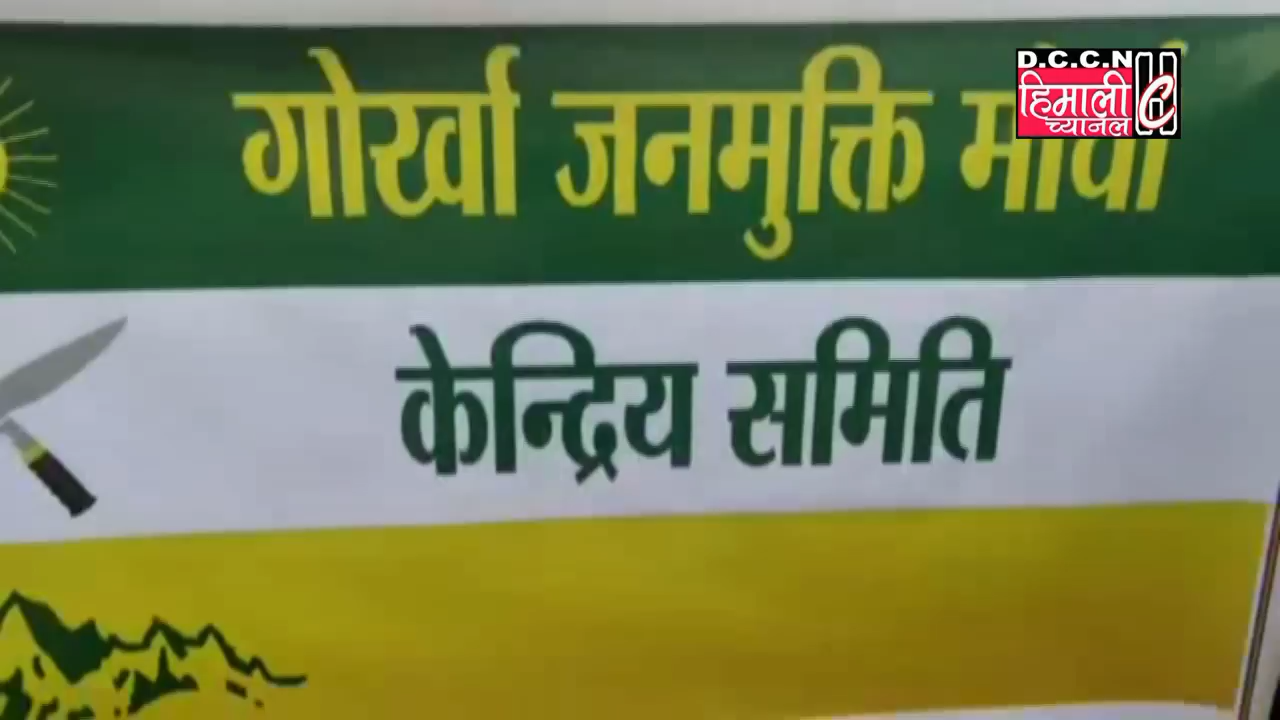 D.C.C.N
हिमाली
च्यानल
गोर्खा जनमुक्ति मोर्चा
केन्द्रिय समिति